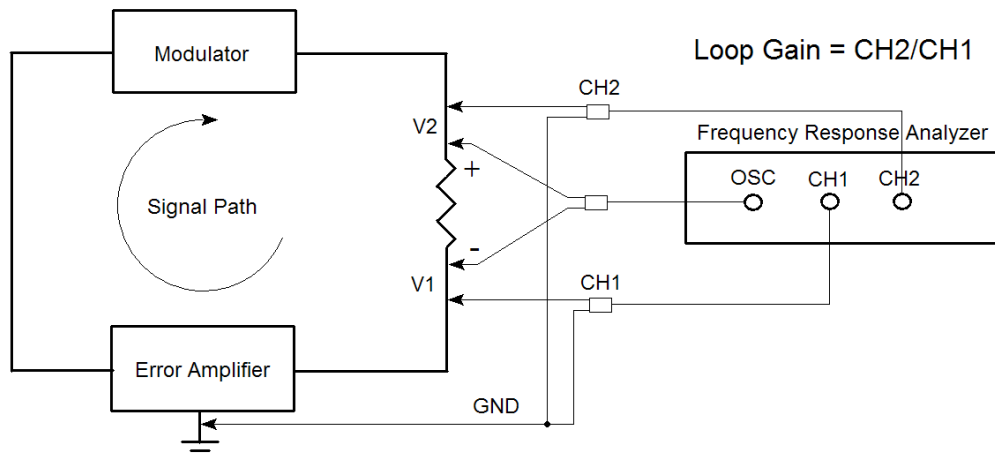 Modulator
Loop Gain = CH2/CH1
CH2
V2
Frequency Response Analyzer
+
OSC
CH1
CH2
Signal Path
-
V1
CH1
Error Amplifier
GND